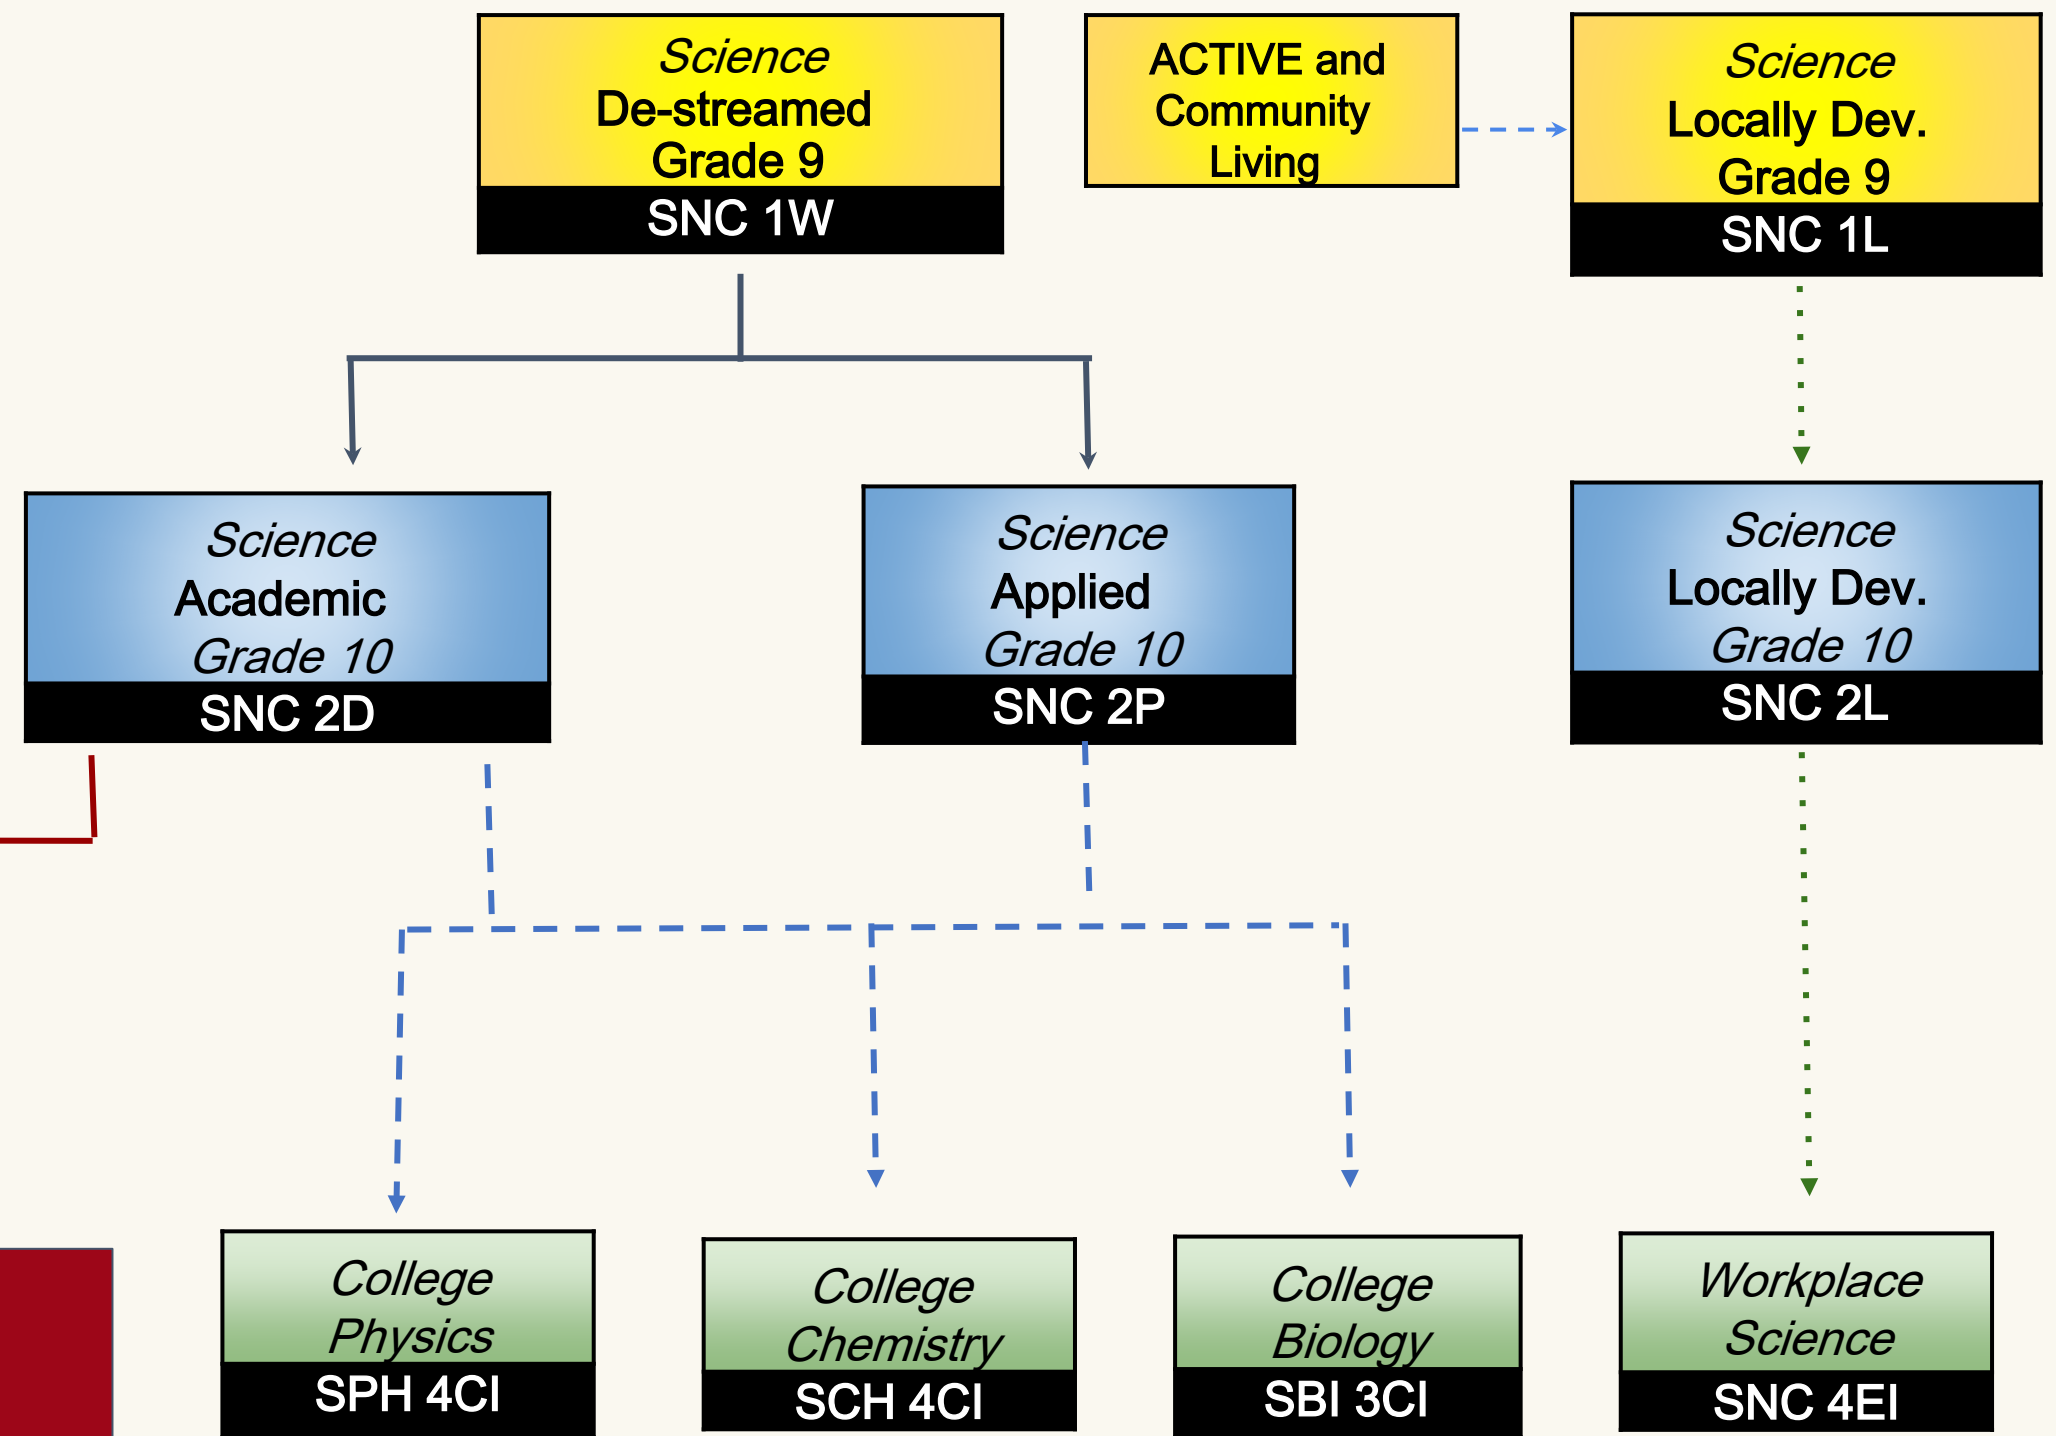 Science
De-streamed
Grade 9
SNC 1W
ACTIVE and
Community
Living
Science
Locally Dev.
Grade 9
SNC 1L
Science
Academic
Grade 10
SNC 2D
Science
Applied
Grade 10
SNC 2P
Science
Locally Dev.
Grade 10
SNC 2L
College
Physics
SPH 4CI
College
Chemistry
SCH 4CI
College
Biology
SBI 3CI
Workplace
Science
SNC 4EI